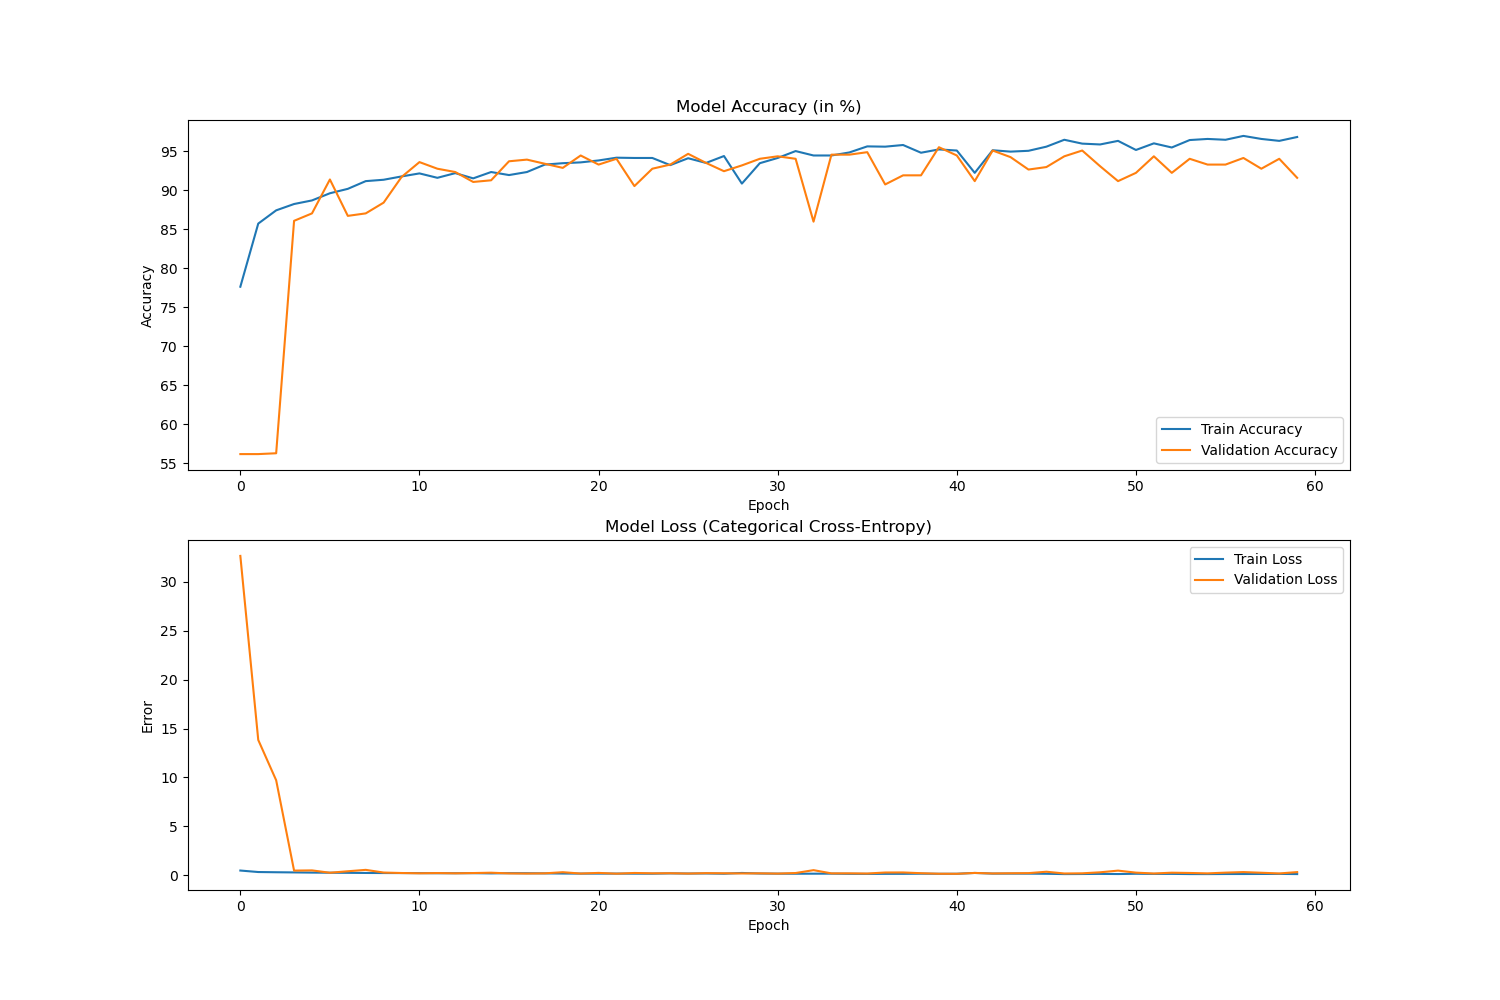 Model Accuracy (in %)
Accuracy
95
90
85
80
75
70
65
60
55
Train Accuracy
Validation Accuracy
0 10 20 30 40 50 60
Epoch
Model Loss (Categorical Cross-Entropy)
Error
30
25
20
15
10
5
0
Train Loss
Validation Loss
0 10 20 30 40 50 60
Epoch